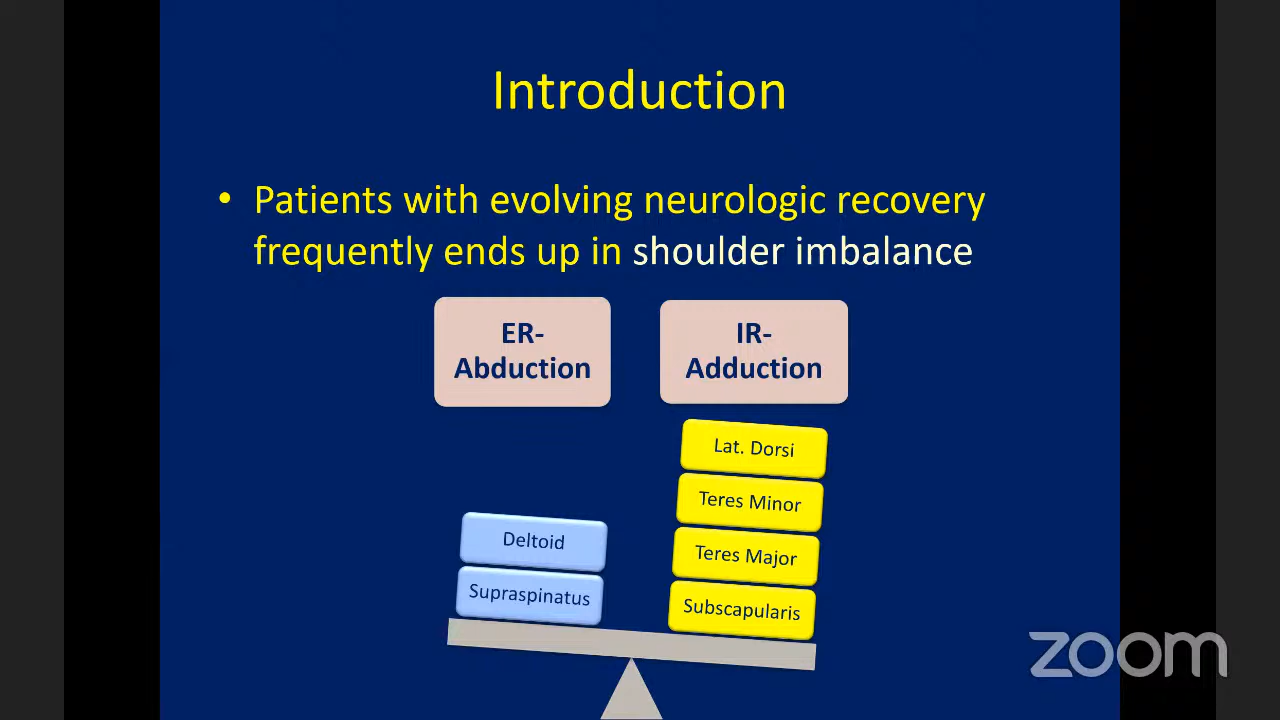 Introduction
• Patients with evolving neurologic recovery
frequently ends up in shoulder imbalance
ER-
Abduction
IR-
Adduction
Lat. Dorsi
Teres Minor
Teres Major
Subscapularis
Deltoid
Supraspinatus
zoom